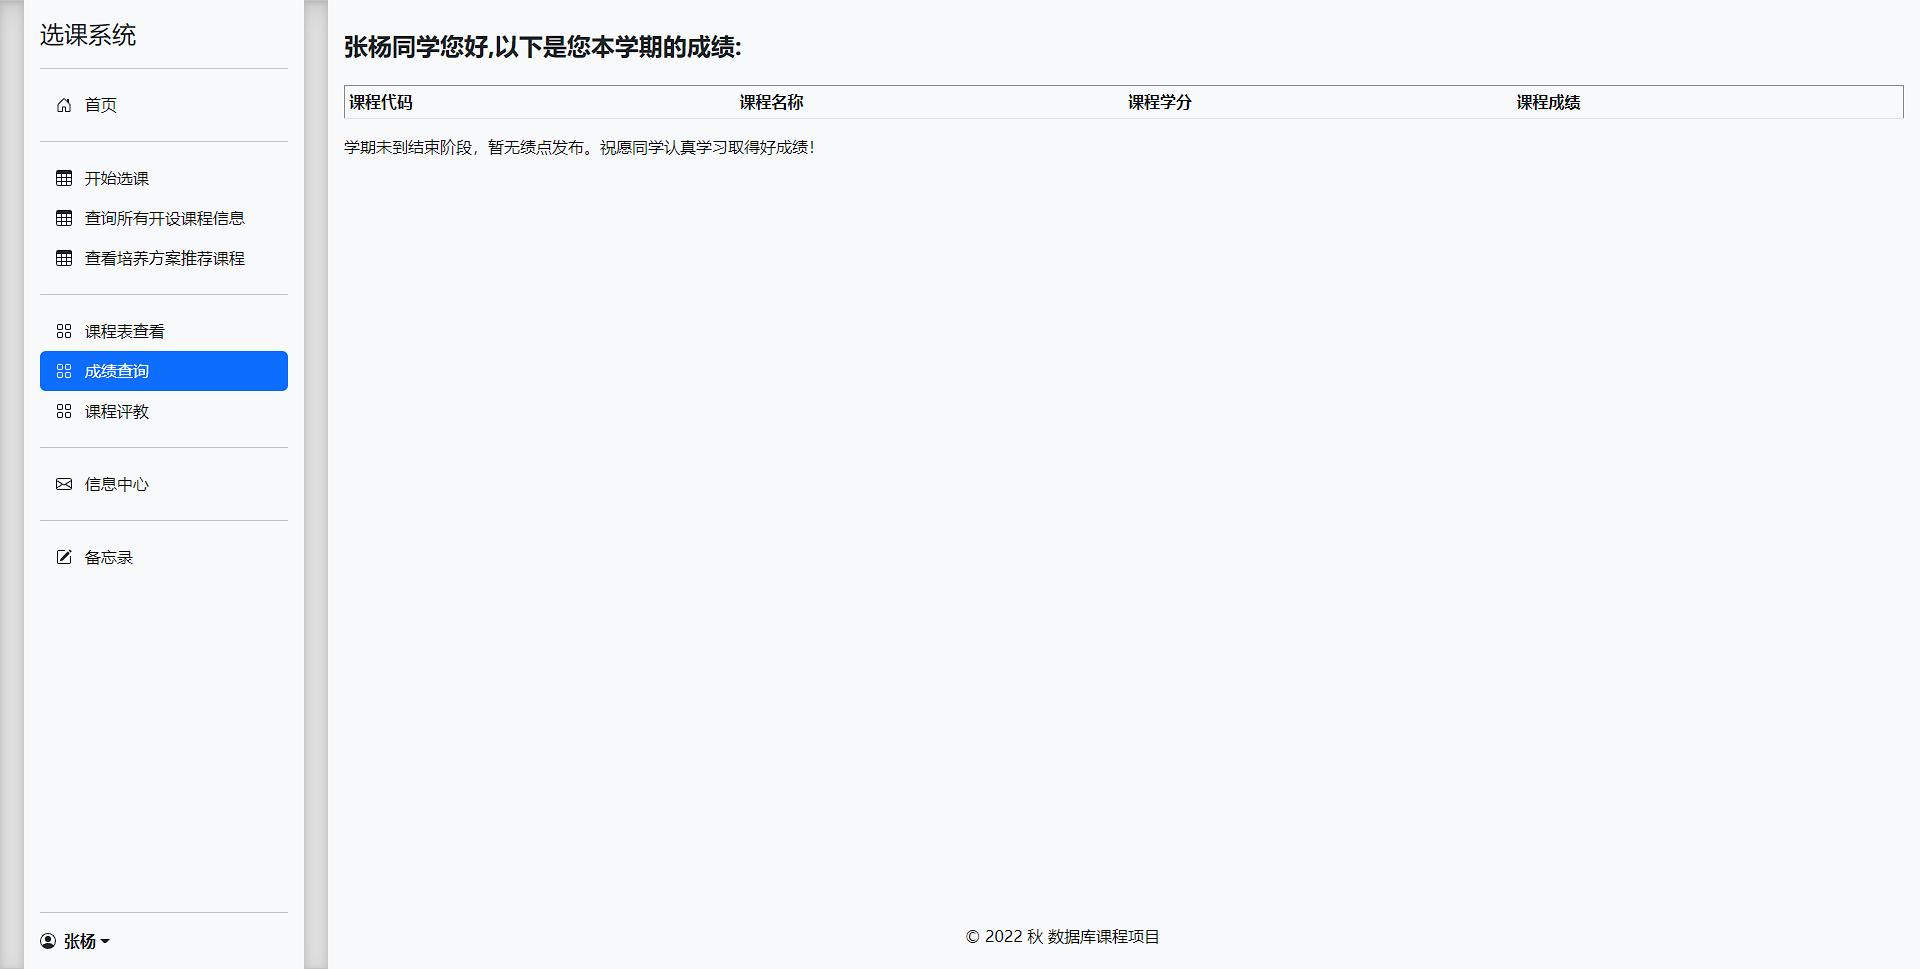 选课系统
首页
开始选课
查询所有开设课程信息
查看培养方案推荐课程
课程表查看
成绩查询
课程评教
信息中心
备忘录
张杨
张杨同学您好,以下是您本学期的成绩:
课程代码 课程名称 课程学分 课程成绩
学期未到结束阶段，暂无绩点发布。祝愿同学认真学习取得好成绩！
© 2022 秋 数据库课程项目